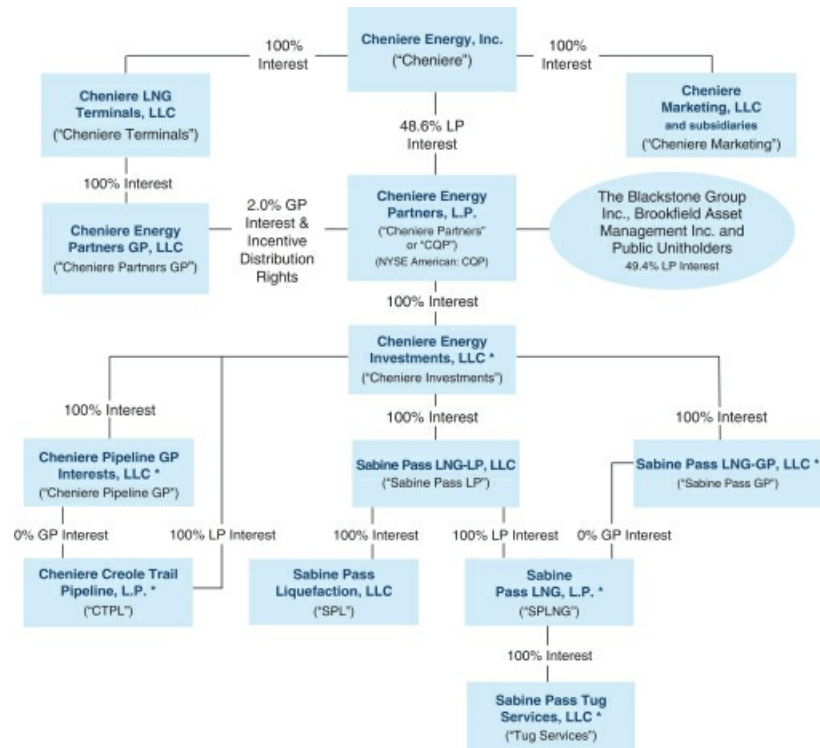 Cheniere Energy, Inc.
("Cheniere")
100%
Interest
100%
Interest
Cheniere LNG
Terminals, LLC
("Cheniere Terminals")
Cheniere
Marketing, LLC
and subsidiaries
("Cheniere Marketing")
48.6% LP
Interest
100% Interest
Cheniere Energy
Partners GP, LLC
("Cheniere Partners GP")
2.0% GP
Interest &
Incentive
Distribution
Rights
Cheniere Energy
Partners, L.P.
("Cheniere Partners"
or "CQP")
(NYSE American: CQP)
The Blackstone Group
Inc., Brookfield Asset
Management Inc. and
Public Unitholders
49.4% LP Interest
100% Interest
Cheniere Energy
Investments, LLC *
("Cheniere Investments")
100% Interest
100% Interest
100% Interest
Cheniere Pipeline GP
Interests, LLC *
("Cheniere Pipeline GP")
Sabine Pass LNG-LP, LLC
("Sabine Pass LP")
Sabine Pass LNG-GP, LLC *
("Sabine Pass GP")
0% GP Interest
100% LP Interest
100% Interest
100% LP Interest
0% GP Interest
Cheniere Creole Trail
Pipeline, L.P. *
("CTPL")
Sabine Pass
Liquefaction, LLC
("SPL")
Sabine
Pass LNG, L.P. *
("SPLNG")
100% Interest
Sabine Pass Tug
Services, LLC *
("Tug Services")